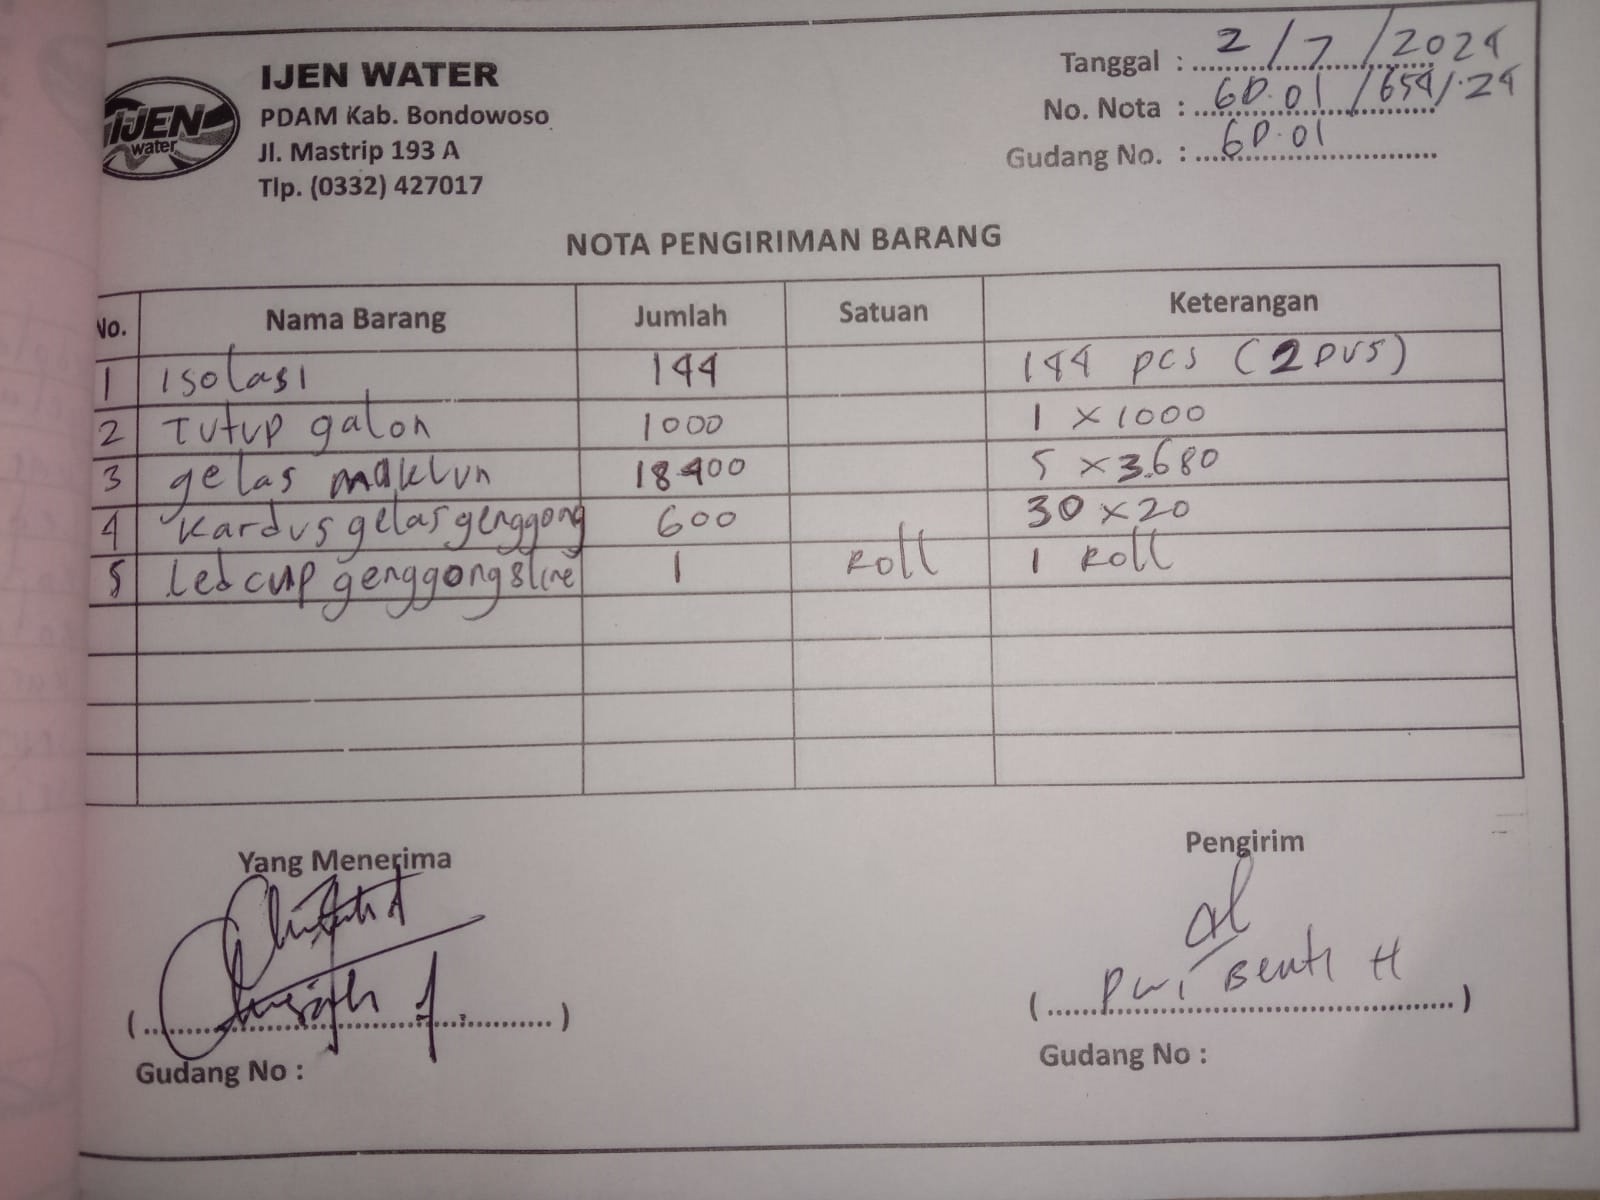 IJEN WATER
PDAM Kab. Bondowoso
Jl. Mastrip 193 A
Tlp. (0332) 427017
IJEN
water
Tanggal : 2/7/2024
No. Nota : GD.01/654/.24
Gudang No. : GD.01
NOTA PENGIRIMAN BARANG
No. Nama Barang Jumlah Satuan Keterangan
1 isolasi 144 144 pcs (2 DUS)
2 Tutup galon 1000 1 x 1000
3 gelas maklun 18400 5 x 3.680
4 kardus gelas genggong 600 30 x 20
5 Led cup genggong 8 line 1 Roll 1 Roll
Yang Menerima
Pengirim
(..........)
( Dwi Benti H )
Gudang No :
Gudang No :